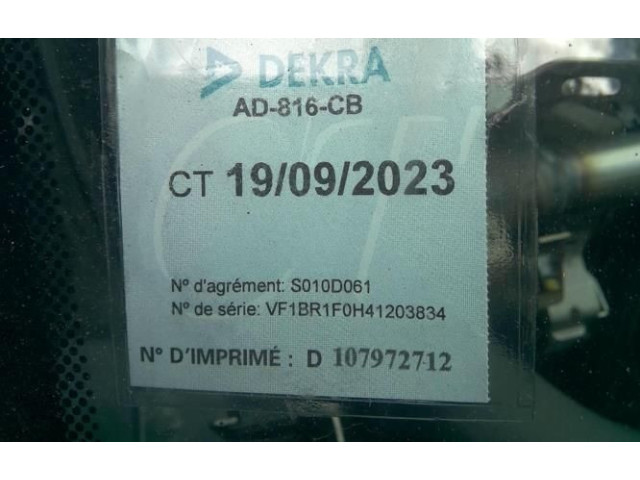 DEKRA
AD-816-CB
CT 19/09/2023
N° d'agrément: S010D061
N° de série: VF1BR1F0H41203834
N° D'IMPRIMÉ : D 107972712